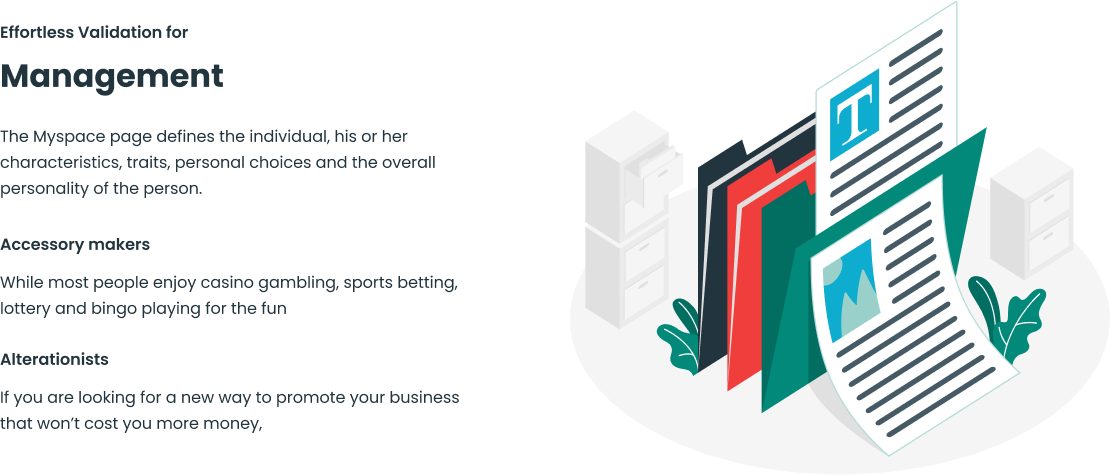 Effortless Validation for
Management
The Myspace page defines the individual, his or her
characteristics, traits, personal choices and the overall
personality of the person.
Accessory makers
While most people enjoy casino gambling, sports betting,
lottery and bingo playing for the fun
Alterationists
If you are looking for a new way to promote your business
that won’t cost you more money,
T